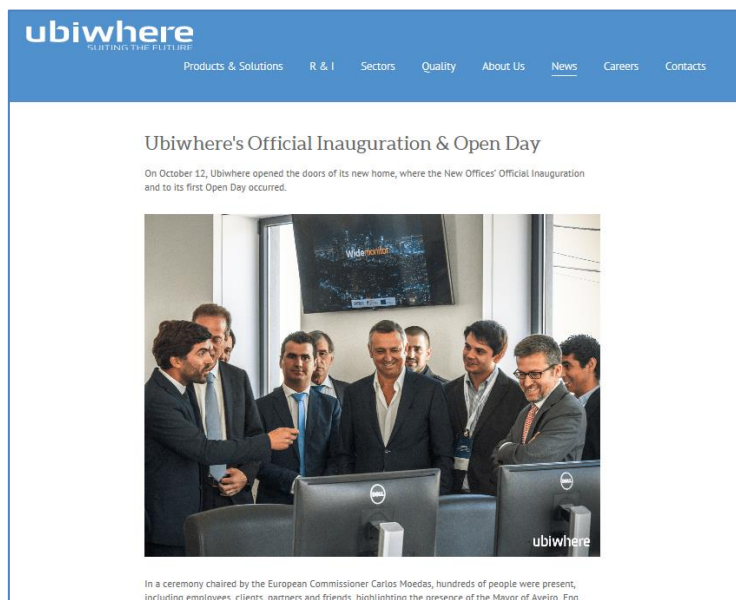 ubiwhere
SUITING THE FUTURE
Products & Solutions R & I Sectors Quality About Us News Careers Contacts
Ubiwhere's Official Inauguration & Open Day
On October 12, Ubiwhere opened the doors of its new home, where the New Offices' Official Inauguration
and to its first Open Day occurred.
Widemonitor
DELL
DELL
ubiwhere
In a ceremony chaired by the European Commissioner Carlos Moedas, hundreds of people were present,
including employees, clients, partners and friends, highlighting the presence of the Mayor of Aveiro, Eng.